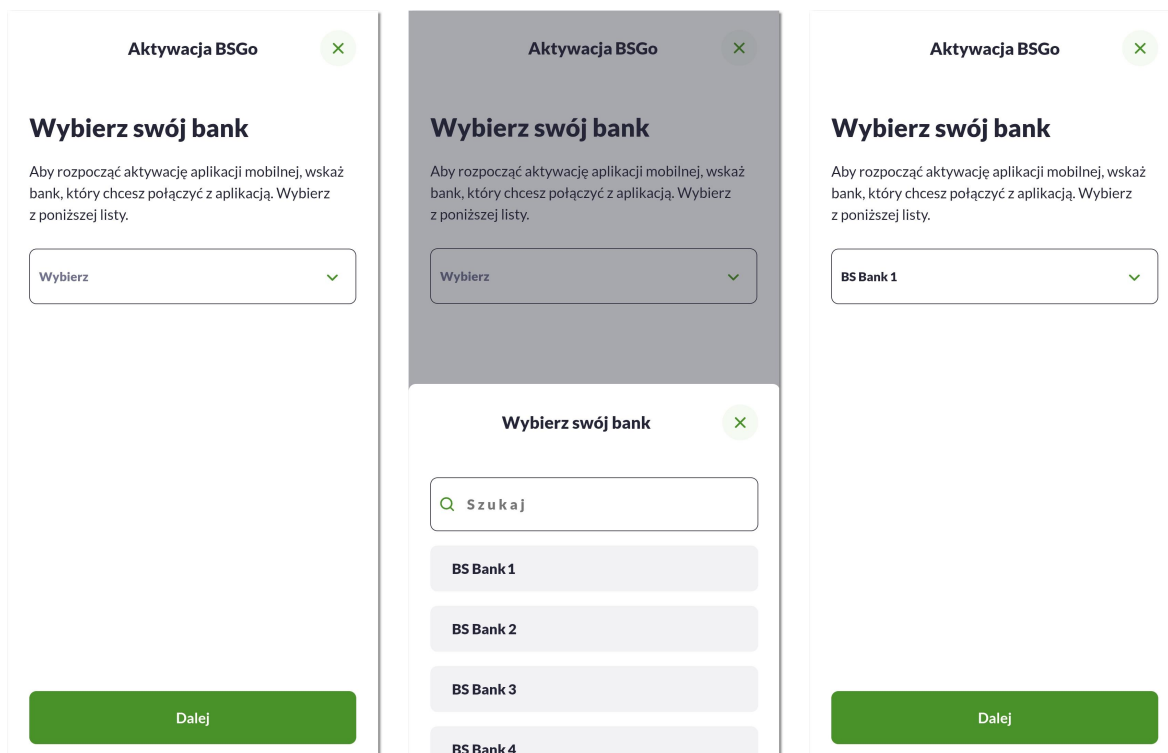 Aktywacja BSGo
Wybierz swój bank
Aby rozpocząć aktywację aplikacji mobilnej, wskaż
bank, który chcesz połączyć z aplikacją. Wybierz
z poniższej listy.
Wybierz
Dalej
Aktywacja BSGo
Wybierz swój bank
Aby rozpocząć aktywację aplikacji mobilnej, wskaż
bank, który chcesz połączyć z aplikacją. Wybierz
z poniższej listy.
Wybierz
Wybierz swój bank
Szukaj
BS Bank 1
BS Bank 2
BS Bank 3
BS Bank 4
Aktywacja BSGo
Wybierz swój bank
Aby rozpocząć aktywację aplikacji mobilnej, wskaż
bank, który chcesz połączyć z aplikacją. Wybierz
z poniższej listy.
BS Bank 1
Dalej